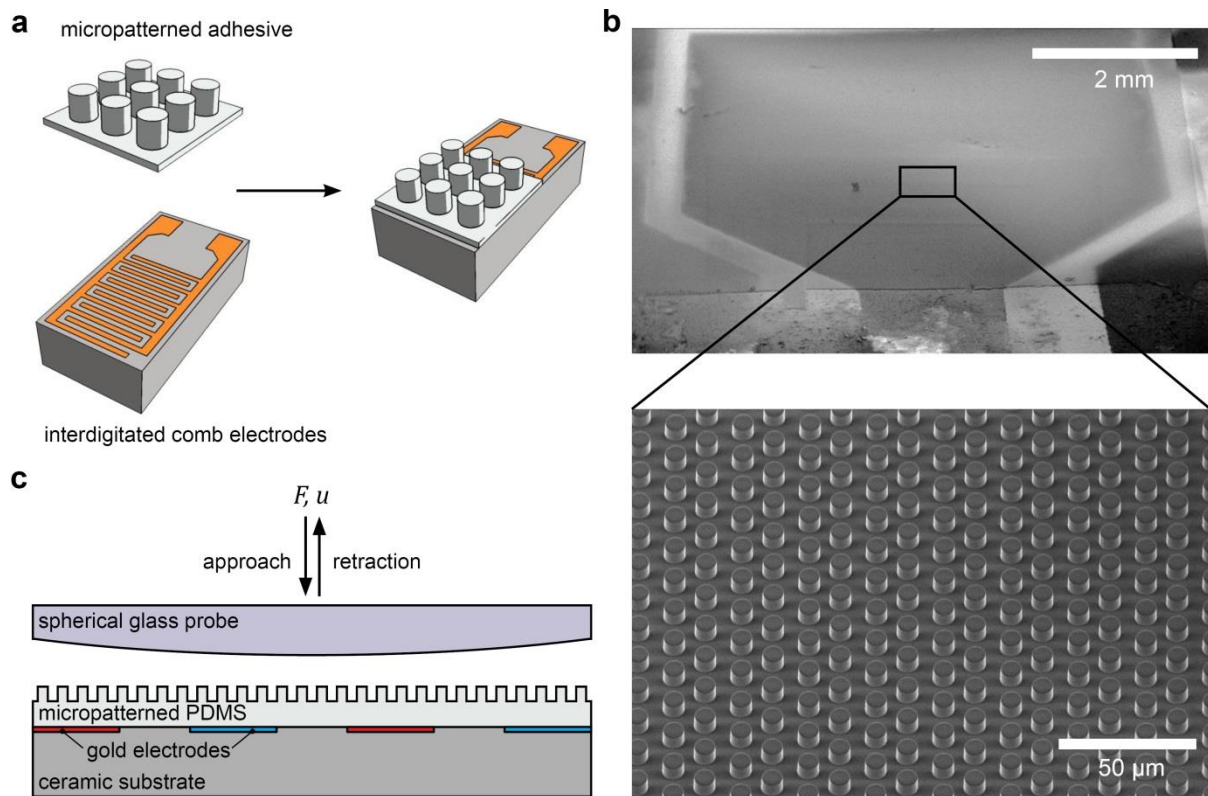 a
micropatterned adhesive
interdigitated comb electrodes
b
2 mm
50 µm
c
F, u
approach
retraction
spherical glass probe
micropatterned PDMS
gold electrodes
ceramic substrate